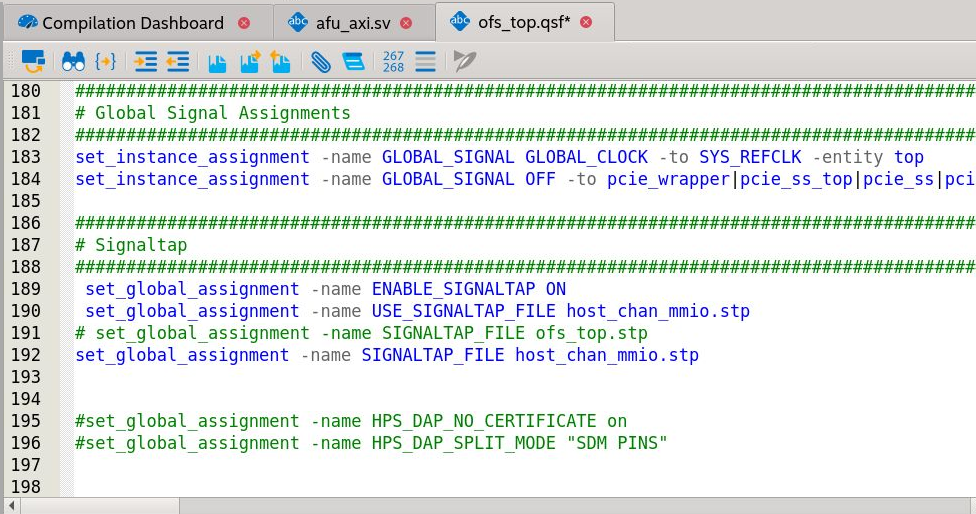 Compilation Dashboard
abc afu_axi.sv
abc ofs_top.qsf*
267
268
180 ########################################################################################
181 # Global Signal Assignments
182 ########################################################################################
183 set_instance_assignment -name GLOBAL_SIGNAL GLOBAL_CLOCK -to SYS_REFCLK -entity top
184 set_instance_assignment -name GLOBAL_SIGNAL OFF -to pcie_wrapper|pcie_ss_top|pcie_ss|pci
185
186 ########################################################################################
187 # Signaltap
188 ########################################################################################
189  set_global_assignment -name ENABLE_SIGNALTAP ON
190  set_global_assignment -name USE_SIGNALTAP_FILE host_chan_mmio.stp
191 # set_global_assignment -name SIGNALTAP_FILE ofs_top.stp
192 set_global_assignment -name SIGNALTAP_FILE host_chan_mmio.stp
193
194
195 #set_global_assignment -name HPS_DAP_NO_CERTIFICATE on
196 #set_global_assignment -name HPS_DAP_SPLIT_MODE "SDM PINS"
197
198